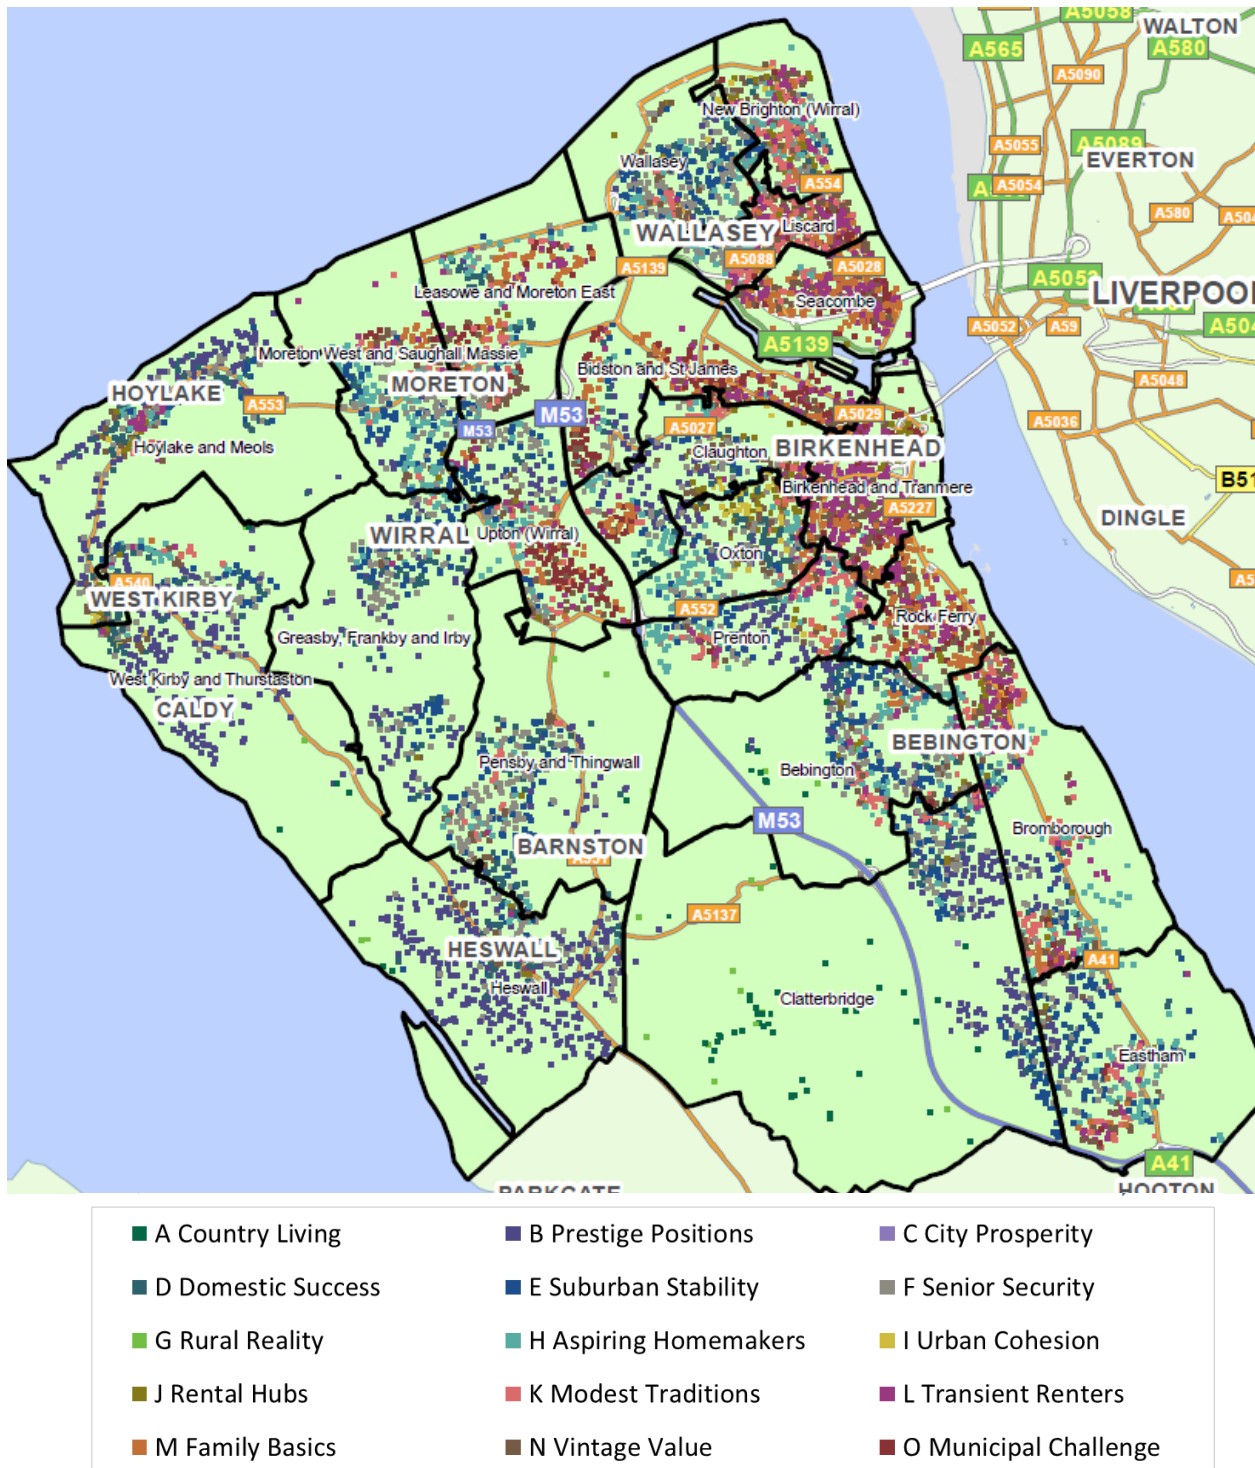 A5058
WALTON
A565
A580
A5090
New Brighton (Wirral)
A5055
A5089
EVERTON
Wallasey
A554
A5054
A580
WALLASEY
Liscard
A5088
A5139
A5028
A5053
Leasowe and Moreton East
Seacombe
LIVERPOOL
A5052
A59
A5139
Moreton West and Saughall Massie
Bidston and St James
A5048
MORETON
HOYLAKE
A553
M53
A5029
A5036
A5027
M53
Hoylake and Meols
Claughton
BIRKENHEAD
B51
Birkenhead and Tranmere
A5227
DINGLE
WIRRAL
Upton (Wirral)
Oxton
A540
WEST KIRBY
A552
Rock Ferry
Greasby, Frankby and Irby
Prenton
West Kirby and Thurstaston
CALDY
BEBINGTON
Pensby and Thingwall
Bebington
M53
Bromborough
BARNSTON
A551
A5137
HESWALL
A41
Heswall
Clatterbridge
Eastham
A41
PARKGATE
HOOTON
A Country Living
B Prestige Positions
C City Prosperity
D Domestic Success
E Suburban Stability
F Senior Security
G Rural Reality
H Aspiring Homemakers
I Urban Cohesion
J Rental Hubs
K Modest Traditions
L Transient Renters
M Family Basics
N Vintage Value
O Municipal Challenge